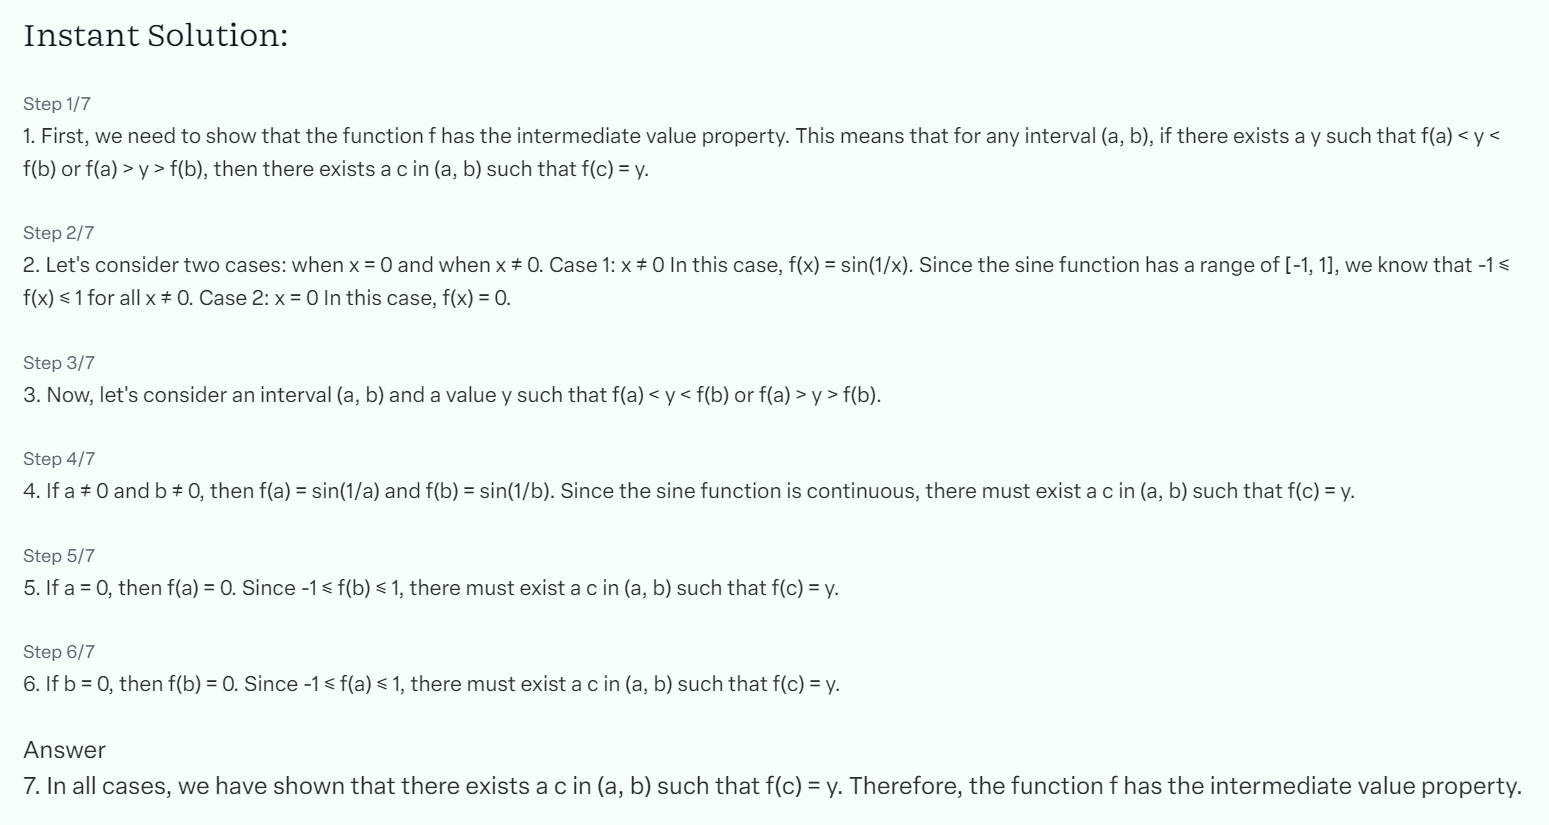 Instant Solution:
Step 1/7
1. First, we need to show that the function f has the intermediate value property. This means that for any interval (a, b), if there exists a y such that f(a) < y <
f(b) or f(a) > y > f(b), then there exists a c in (a, b) such that f(c) = y.
Step 2/7
2. Let's consider two cases: when x = 0 and when x ≠ 0. Case 1: x ≠ 0 In this case, f(x) = sin(1/x). Since the sine function has a range of [-1, 1], we know that -1 ≤
f(x) ≤ 1 for all x ≠ 0. Case 2: x = 0 In this case, f(x) = 0.
Step 3/7
3. Now, let's consider an interval (a, b) and a value y such that f(a) < y < f(b) or f(a) > y > f(b).
Step 4/7
4. If a ≠ 0 and b ≠ 0, then f(a) = sin(1/a) and f(b) = sin(1/b). Since the sine function is continuous, there must exist a c in (a, b) such that f(c) = y.
Step 5/7
5. If a = 0, then f(a) = 0. Since -1 ≤ f(b) ≤ 1, there must exist a c in (a, b) such that f(c) = y.
Step 6/7
6. If b = 0, then f(b) = 0. Since -1 ≤ f(a) ≤ 1, there must exist a c in (a, b) such that f(c) = y.
Answer
7. In all cases, we have shown that there exists a c in (a, b) such that f(c) = y. Therefore, the function f has the intermediate value property.